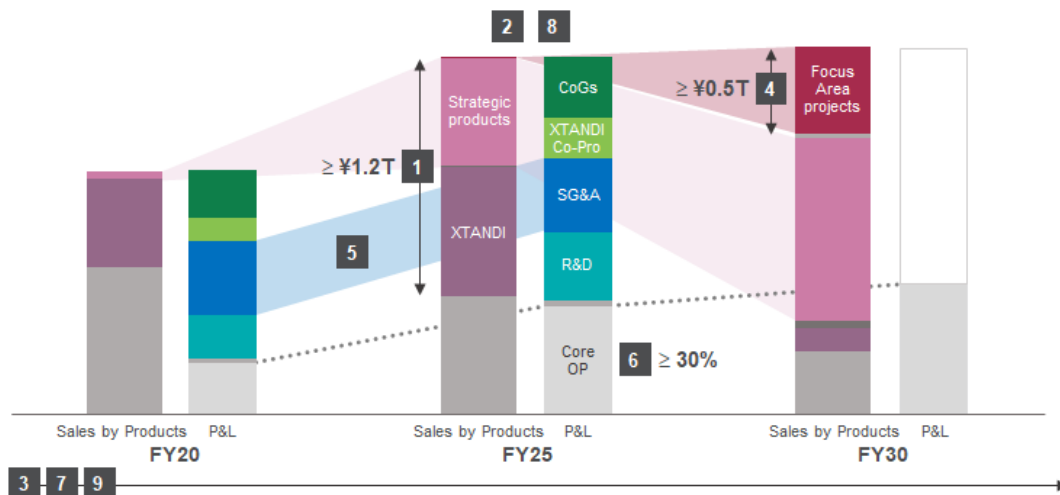 2 8
Focus
Area
projects
≥ ¥0.5T 4
CoGs
Strategic
products
XTANDI
Co-Pro
≥ ¥1.2T 1
SG&A
XTANDI
5
R&D
Core
OP
6 ≥ 30%
Sales by Products P&L Sales by Products P&L Sales by Products P&L
FY20 FY25 FY30
3 7 9